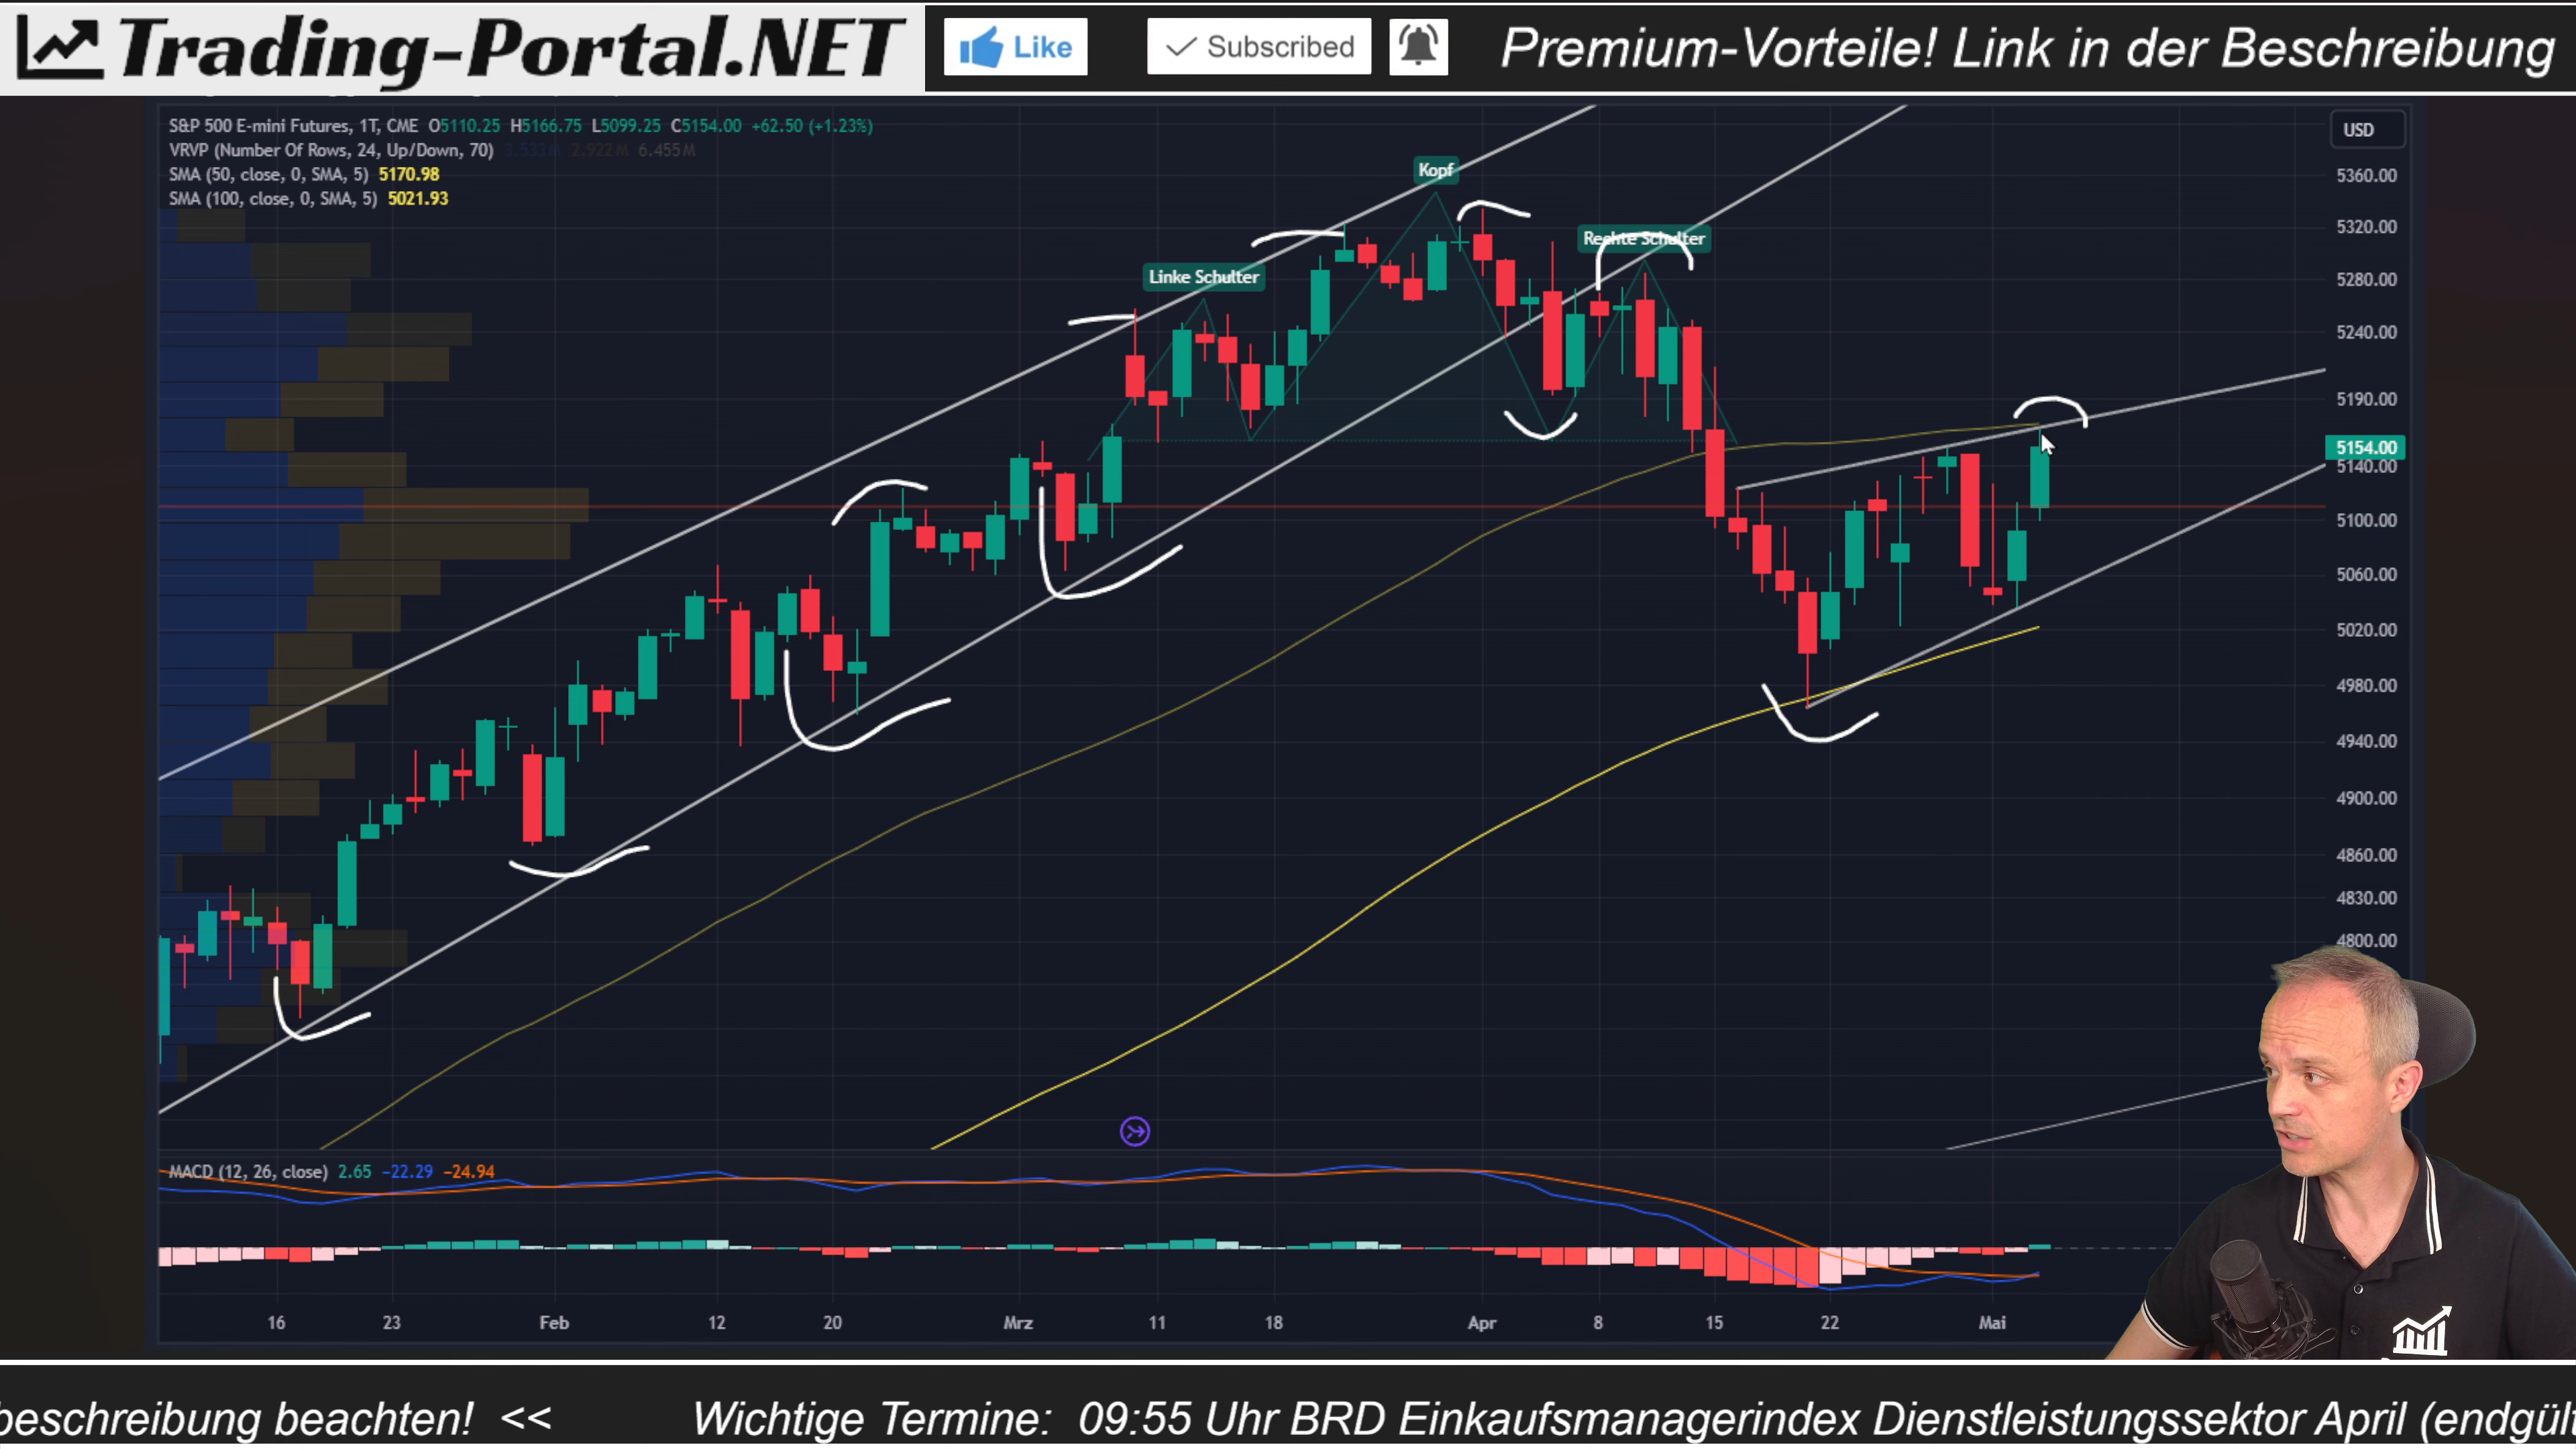 Trading-Portal.NET
Like
Subscribed
Premium-Vorteile! Link in der Beschreibung
S&P 500 E-mini Futures, 1T, CME O5110.25 H5166.75 L5099.25 C5154.00 +62.50 (+1.23%)
USD
VRVP (Number Of Rows, 24, Up/Down, 70) 3.533M 2.922M 6.455M
SMA (50, close, 0, SMA, 5) 5170.98
SMA (100, close, 0, SMA, 5) 5021.93
Kopf
Rechte Schulter
Linke Schulter
5360.00
5320.00
5280.00
5240.00
5190.00
5154.00
5140.00
5100.00
5060.00
5020.00
4980.00
4940.00
4900.00
4860.00
4830.00
4800.00
MACD (12, 26, close) 2.65 −22.29 −24.94
16 23 Feb 12 20 Mrz 11 18 Apr 8 15 22 Mai
beschreibung beachten! << Wichtige Termine: 09:55 Uhr BRD Einkaufsmanagerindex Dienstleistungssektor April (endgült